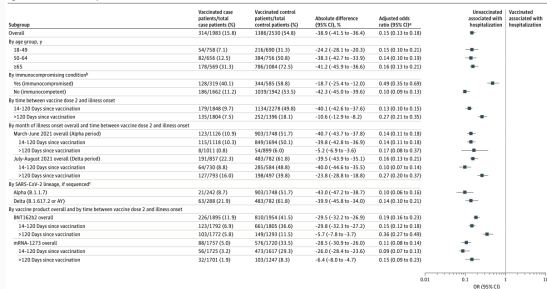 Subgroup Vaccinated case patients/total case patients (%) Vaccinated control patients/total control patients (%) Absolute difference (95% CI), % Adjusted odds ratio (95% CI)ᵃ Unvaccinated associated with hospitalization Vaccinated associated with hospitalization
Overall 314/1983 (15.8) 1386/2530 (54.8) -38.9 (-41.5 to -36.4) 0.15 (0.13 to 0.18)
By age group, y
18-49 54/758 (7.1) 216/690 (31.3) -24.2 (-28.1 to -20.3) 0.15 (0.11 to 0.21)
50-64 82/656 (12.5) 384/756 (50.8) -38.3 (-42.7 to -33.9) 0.14 (0.10 to 0.18)
≥65 178/569 (31.3) 786/1084 (72.5) -41.2 (-45.9 to -36.6) 0.16 (0.13 to 0.21)
By immunocompromising conditionᵇ
Yes (immunocompromised) 128/319 (40.1) 344/585 (58.8) -18.7 (-25.4 to -12.0) 0.49 (0.35 to 0.69)
No (immunocompetent) 186/1662 (11.2) 1039/1942 (53.5) -42.3 (-45.0 to -39.6) 0.10 (0.09 to 0.13)
By time between vaccine dose 2 and illness onset
14-120 Days since vaccination 179/1848 (9.7) 1134/2278 (49.8) -40.1 (-42.6 to -37.6) 0.13 (0.10 to 0.15)
>120 Days since vaccination 135/1804 (7.5) 252/1396 (18.1) -10.6 (-12.9 to -8.2) 0.27 (0.21 to 0.35)
By month of illness onset overall and time between vaccine dose 2 and illness onset
March-June 2021 overall (Alpha period) 123/1126 (10.9) 903/1748 (51.7) -40.7 (-43.7 to -37.8) 0.14 (0.11 to 0.18)
14-120 Days since vaccination 115/1118 (10.3) 849/1694 (50.1) -39.8 (-42.8 to -36.9) 0.14 (0.11 to 0.18)
>120 Days since vaccination 8/1011 (0.8) 54/899 (6.0) -5.2 (-6.9 to -3.6) 0.17 (0.08 to 0.37)
July-August 2021 overall (Delta period) 191/857 (22.3) 483/782 (61.8) -39.5 (-43.9 to -35.1) 0.16 (0.13 to 0.21)
14-120 Days since vaccination 64/730 (8.8) 285/584 (48.8) -40.0 (-44.6 to -35.5) 0.10 (0.07 to 0.14)
>120 Days since vaccination 127/793 (16.0) 198/497 (39.8) -23.8 (-28.8 to -18.8) 0.27 (0.20 to 0.37)
By SARS-CoV-2 lineage, if sequencedᶜ
Alpha (B.1.1.7) 21/242 (8.7) 903/1748 (51.7) -43.0 (-47.2 to -38.7) 0.10 (0.06 to 0.16)
Delta (B.1.617.2 or AY) 63/288 (21.9) 483/782 (61.8) -39.9 (-45.8 to -34.0) 0.14 (0.10 to 0.21)
By vaccine product overall and by time between vaccine dose 2 and illness onset
BNT162b2 overall 226/1895 (11.9) 810/1954 (41.5) -29.5 (-32.2 to -26.9) 0.19 (0.16 to 0.23)
14-120 Days since vaccination 123/1792 (6.9) 661/1805 (36.6) -29.8 (-32.3 to -27.2) 0.15 (0.12 to 0.18)
>120 Days since vaccination 103/1772 (5.8) 149/1293 (11.5) -5.7 (-7.8 to -3.7) 0.36 (0.27 to 0.49)
mRNA-1273 overall 88/1757 (5.0) 576/1720 (33.5) -28.5 (-30.9 to -26.0) 0.11 (0.08 to 0.14)
14-120 Days since vaccination 56/1725 (3.2) 473/1617 (29.3) -26.0 (-28.4 to -23.6) 0.09 (0.07 to 0.13)
>120 Days since vaccination 32/1701 (1.9) 103/1247 (8.3) -6.4 (-8.0 to -4.7) 0.15 (0.09 to 0.23)
0.01 0.1 1 10
OR (95% CI)